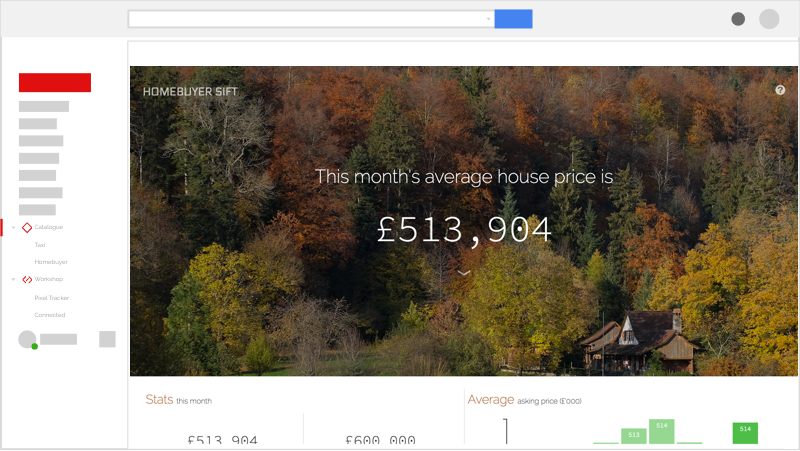 HOMEBUYER SIFT
?
This month's average house price is
£513,904
Catalogue
Taxi
Homebuyer
Workshop
Pixel Tracker
Connected
Stats this month
£513,904
£600,000
Average asking price (£'000)
513
514
514